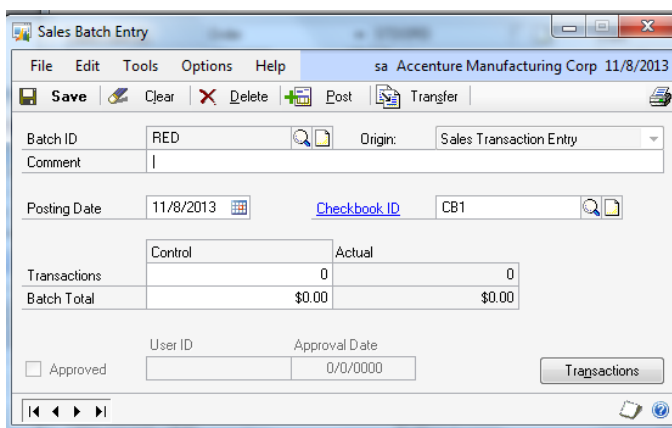 Sales Batch Entry
File Edit Tools Options Help sa Accenture Manufacturing Corp 11/8/2013
Save Clear Delete Post Transfer
Batch ID RED Origin: Sales Transaction Entry
Comment
Posting Date 11/8/2013 Checkbook ID CB1
Control Actual
Transactions 0 0
Batch Total $0.00 $0.00
User ID Approval Date
Approved 0/0/0000
Transactions